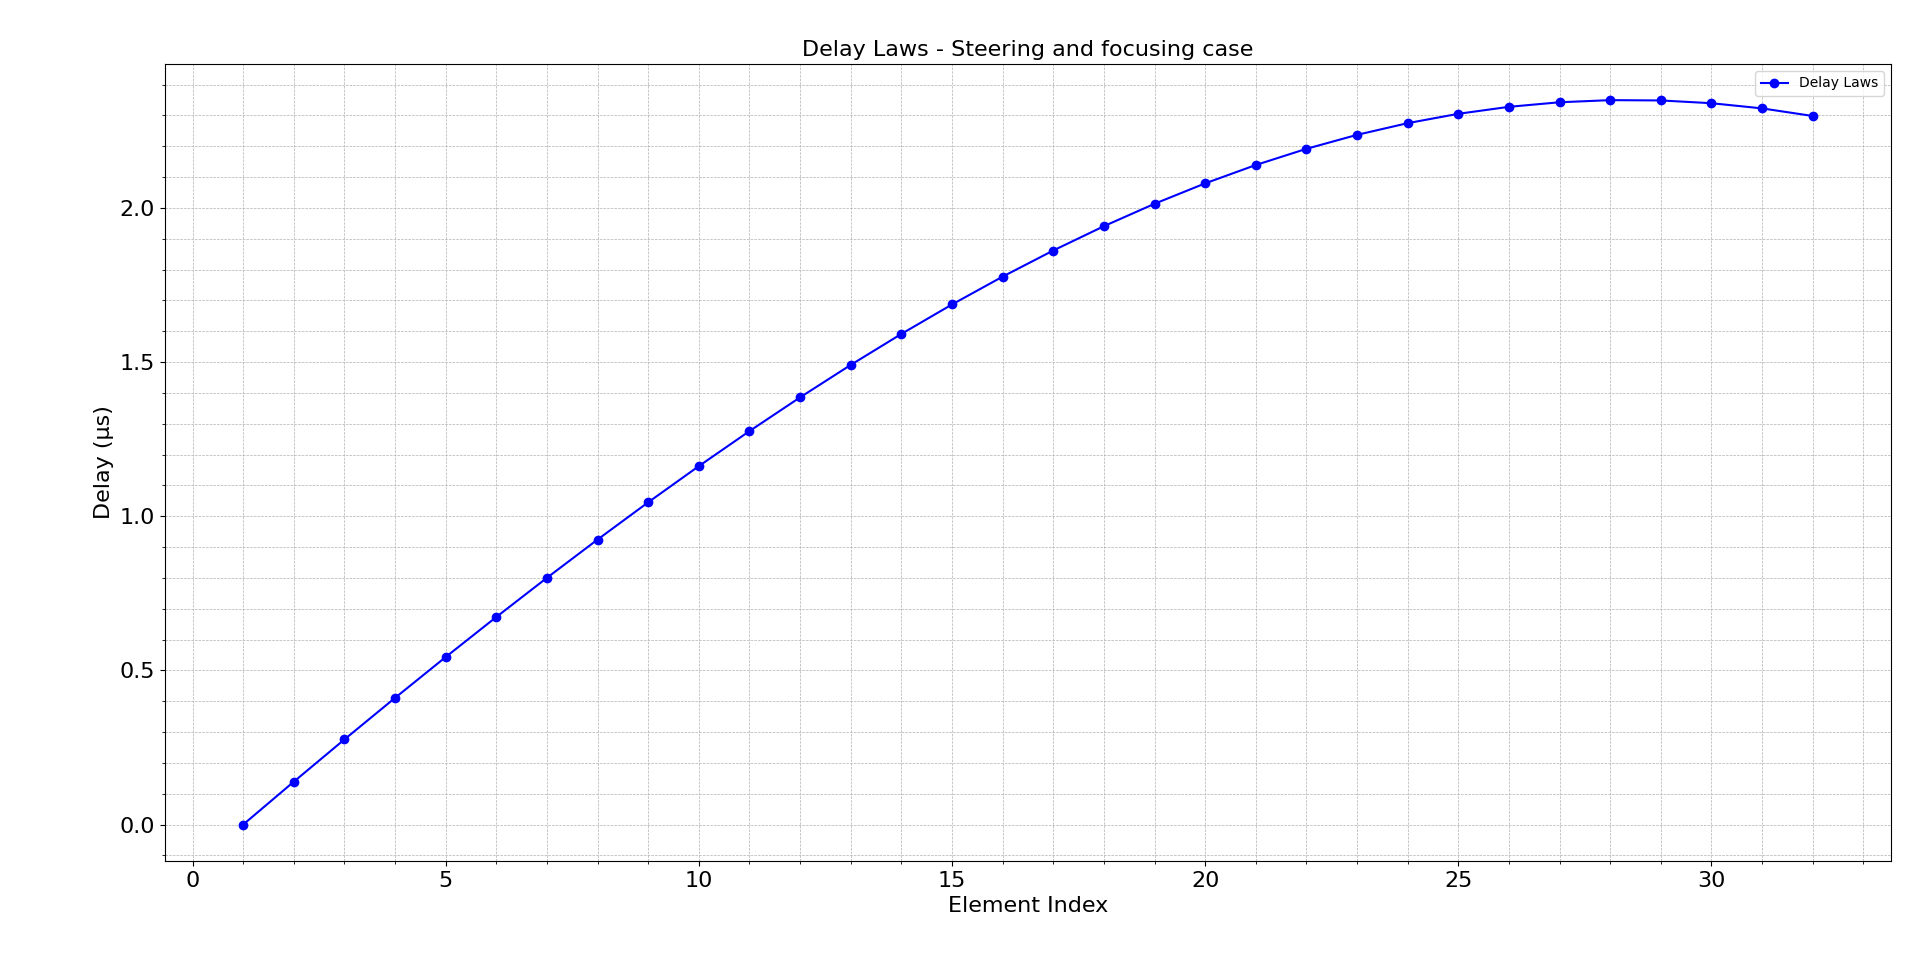 Delay Laws - Steering and focusing case
Delay Laws
Delay (µs)
2.0
1.5
1.0
0.5
0.0
0 5 10 15 20 25 30
Element Index